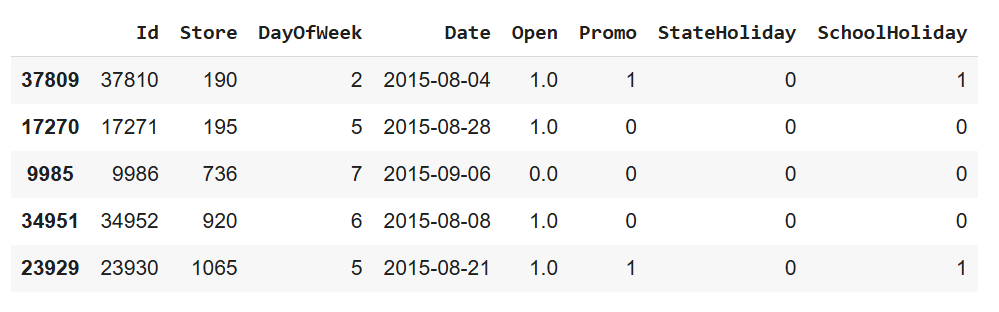 Id Store DayOfWeek Date Open Promo StateHoliday SchoolHoliday
37809 37810 190 2 2015-08-04 1.0 1 0 1
17270 17271 195 5 2015-08-28 1.0 0 0 0
9985 9986 736 7 2015-09-06 0.0 0 0 0
34951 34952 920 6 2015-08-08 1.0 0 0 0
23929 23930 1065 5 2015-08-21 1.0 1 0 1